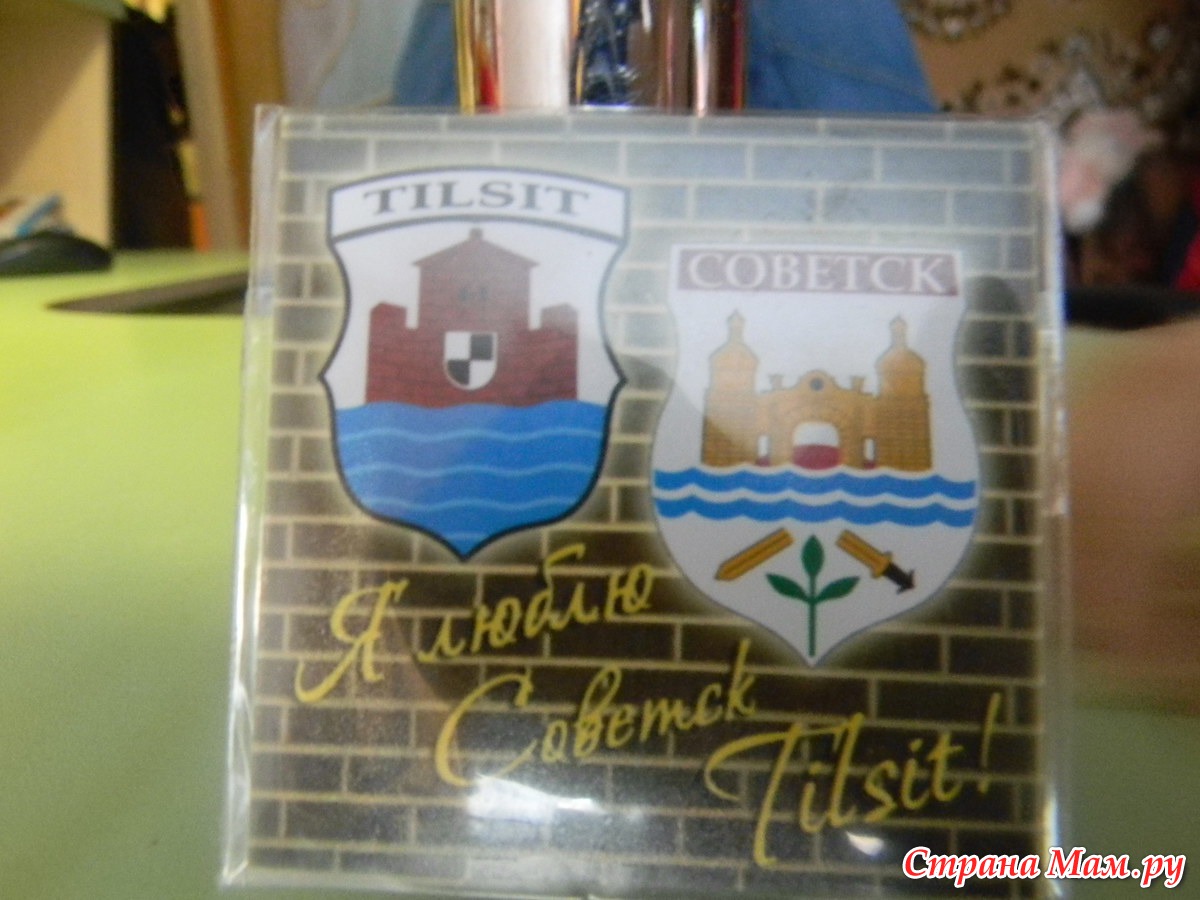 TILSIT
СОВЕТСК
Я люблю
Советск
Tilsit!
Страна Мам.ру